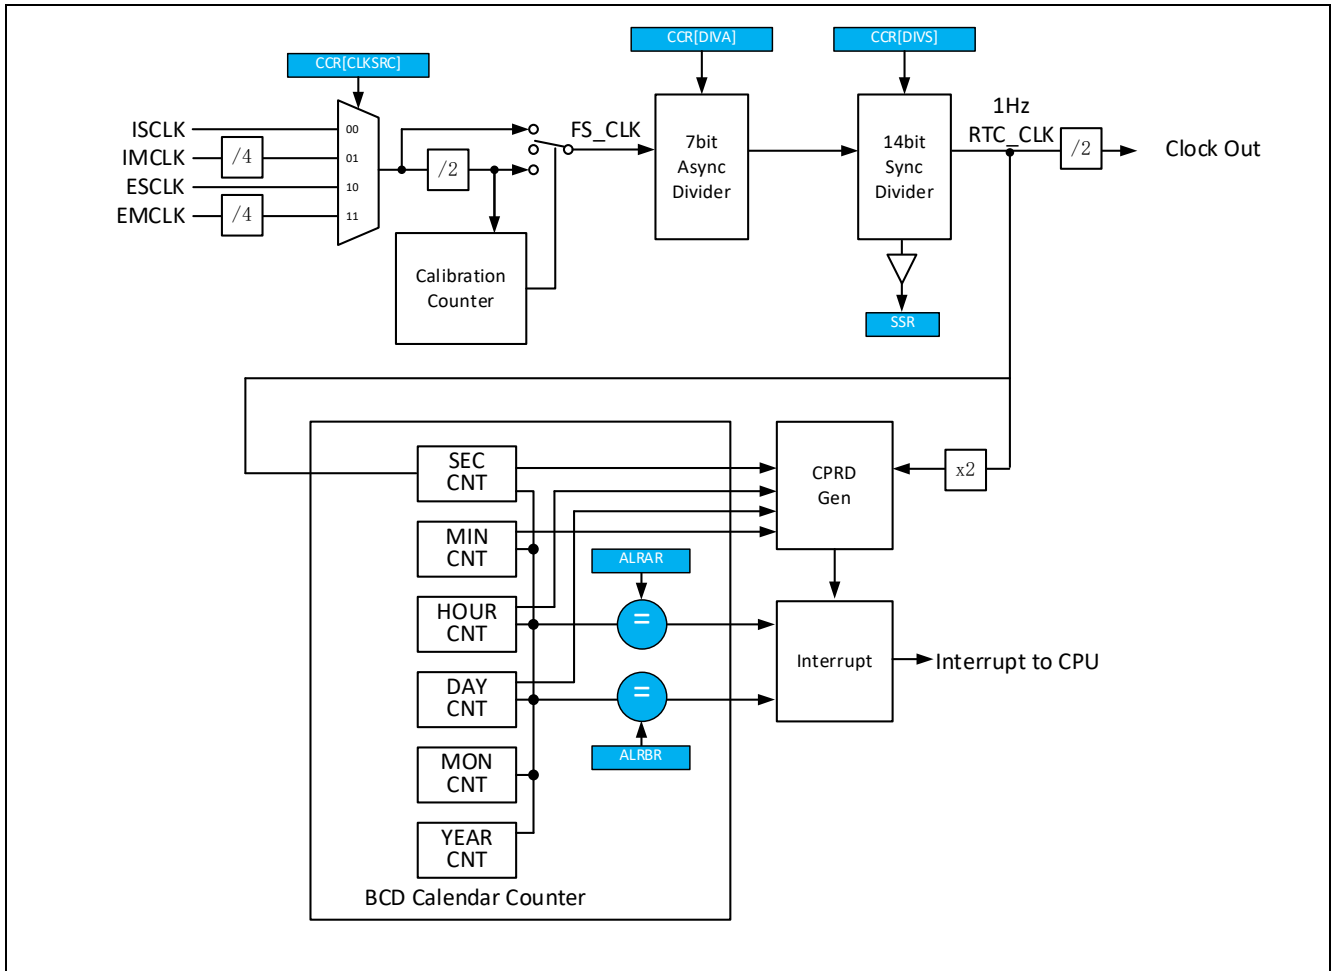 CCR[CLKSRC]
CCR[DIVA]
CCR[DIVS]
ISCLK
IMCLK
ESCLK
EMCLK
/4
/4
00
01
10
11
/2
FS_CLK
Calibration
Counter
7bit
Async
Divider
14bit
Sync
Divider
SSR
1Hz
RTC_CLK
/2
Clock Out
SEC
CNT
MIN
CNT
HOUR
CNT
DAY
CNT
MON
CNT
YEAR
CNT
BCD Calendar Counter
ALRAR
=
=
ALRBR
CPRD
Gen
x2
Interrupt
Interrupt to CPU